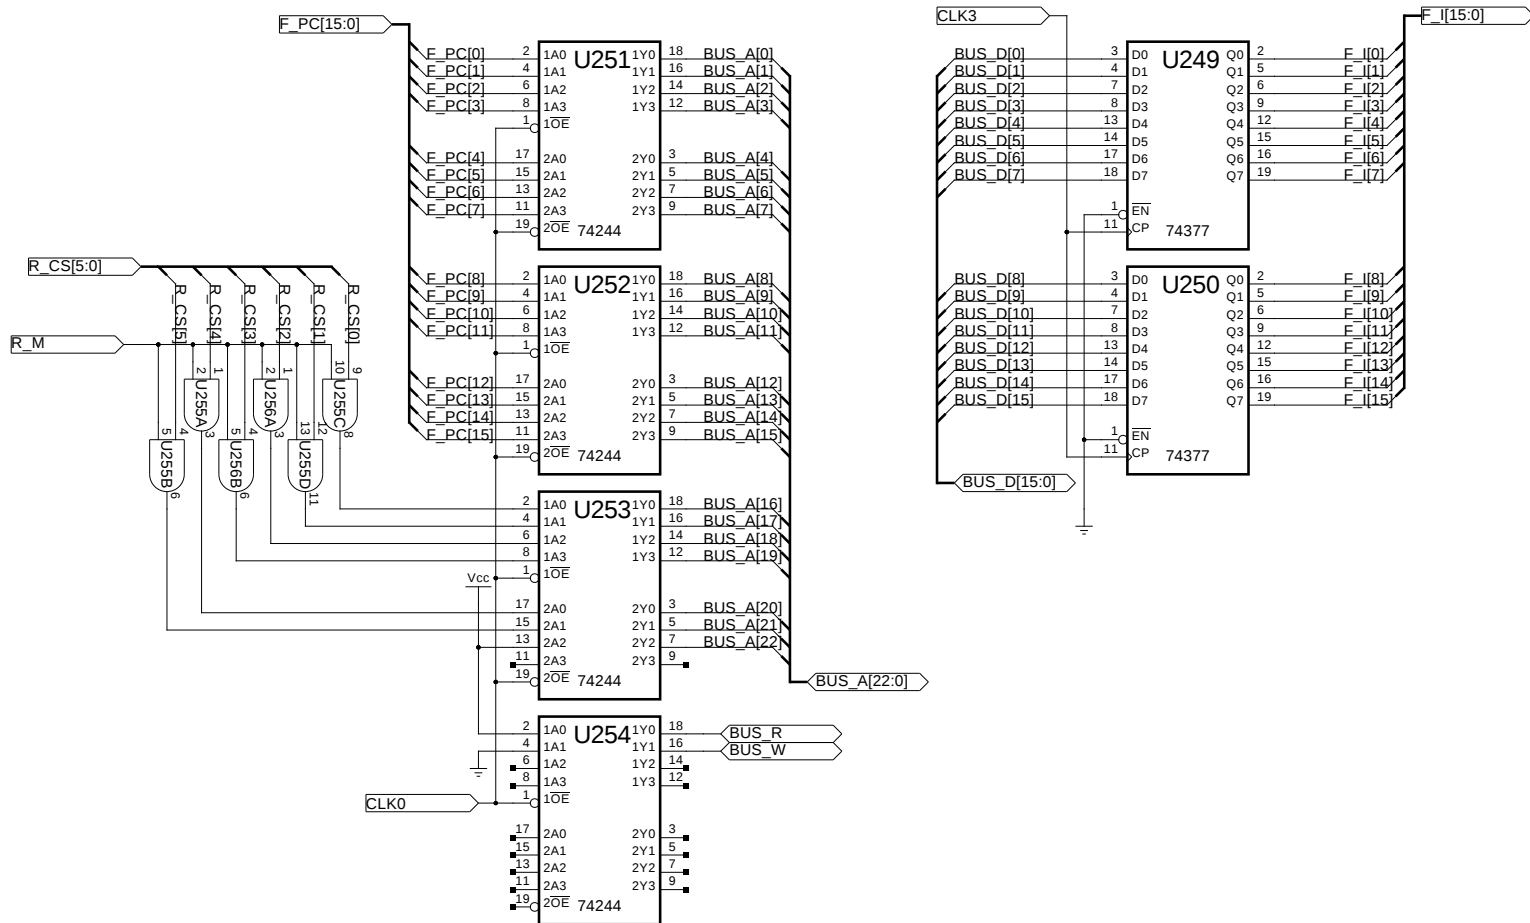 F_PC[15:0]
F_PC[0] 2 1A0 U251 1Y0 18 BUS_A[0]
F_PC[1] 4 1A1 1Y1 16 BUS_A[1]
F_PC[2] 6 1A2 1Y2 14 BUS_A[2]
F_PC[3] 8 1A3 1Y3 12 BUS_A[3]
1 1OE
F_PC[4] 17 2A0 2Y0 3 BUS_A[4]
F_PC[5] 15 2A1 2Y1 5 BUS_A[5]
F_PC[6] 13 2A2 2Y2 7 BUS_A[6]
F_PC[7] 11 2A3 2Y3 9 BUS_A[7]
19 2OE 74244
F_PC[8] 2 1A0 U252 1Y0 18 BUS_A[8]
F_PC[9] 4 1A1 1Y1 16 BUS_A[9]
F_PC[10] 6 1A2 1Y2 14 BUS_A[10]
F_PC[11] 8 1A3 1Y3 12 BUS_A[11]
1 1OE
F_PC[12] 17 2A0 2Y0 3 BUS_A[12]
F_PC[13] 15 2A1 2Y1 5 BUS_A[13]
F_PC[14] 13 2A2 2Y2 7 BUS_A[14]
F_PC[15] 11 2A3 2Y3 9 BUS_A[15]
19 2OE 74244
R_CS[5:0]
R_CS[5]
R_CS[4]
R_CS[3]
R_CS[2]
R_CS[1]
R_CS[0]
R_M
2 1 U255A 3
2 1 U256A 3
10 9 U255C 8
5 4 U255B 6
5 4 U256B 6
13 12 U255D 11
2 1A0 U253 1Y0 18 BUS_A[16]
4 1A1 1Y1 16 BUS_A[17]
6 1A2 1Y2 14 BUS_A[18]
8 1A3 1Y3 12 BUS_A[19]
Vcc 1 1OE
17 2A0 2Y0 3 BUS_A[20]
15 2A1 2Y1 5 BUS_A[21]
13 2A2 2Y2 7 BUS_A[22]
11 2A3 2Y3 9
19 2OE 74244
BUS_A[22:0]
2 1A0 U254 1Y0 18 BUS_R
4 1A1 1Y1 16 BUS_W
6 1A2 1Y2 14
8 1A3 1Y3 12
CLK0 1 1OE
17 2A0 2Y0 3
15 2A1 2Y1 5
13 2A2 2Y2 7
11 2A3 2Y3 9
19 2OE 74244
CLK3
F_I[15:0]
BUS_D[0] 3 D0 U249 Q0 2 F_I[0]
BUS_D[1] 4 D1 Q1 5 F_I[1]
BUS_D[2] 7 D2 Q2 6 F_I[2]
BUS_D[3] 8 D3 Q3 9 F_I[3]
BUS_D[4] 13 D4 Q4 12 F_I[4]
BUS_D[5] 14 D5 Q5 15 F_I[5]
BUS_D[6] 17 D6 Q6 16 F_I[6]
BUS_D[7] 18 D7 Q7 19 F_I[7]
1 EN
11 CP 74377
BUS_D[8] 3 D0 U250 Q0 2 F_I[8]
BUS_D[9] 4 D1 Q1 5 F_I[9]
BUS_D[10] 7 D2 Q2 6 F_I[10]
BUS_D[11] 8 D3 Q3 9 F_I[11]
BUS_D[12] 13 D4 Q4 12 F_I[12]
BUS_D[13] 14 D5 Q5 15 F_I[13]
BUS_D[14] 17 D6 Q6 16 F_I[14]
BUS_D[15] 18 D7 Q7 19 F_I[15]
1 EN
11 CP 74377
BUS_D[15:0]